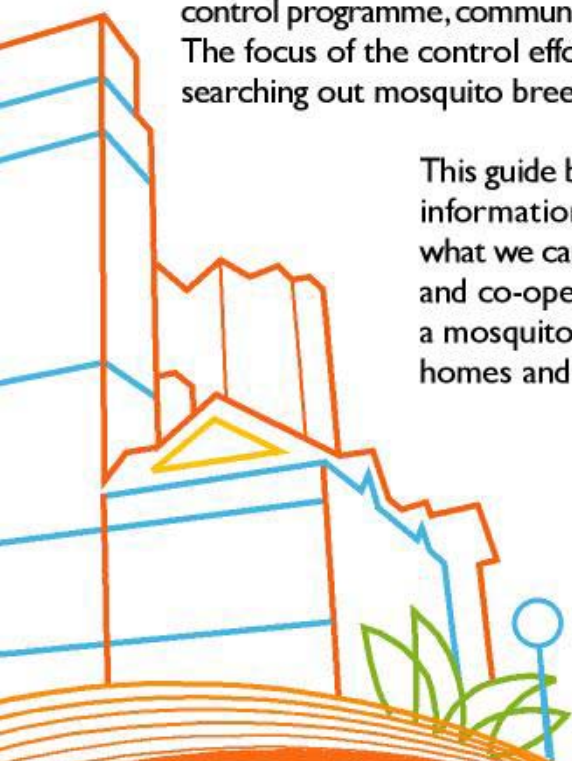 control programme, commun
The focus of the control effo
searching out mosquito bree
This guide b
information
what we ca
and co-ope
a mosquito
homes and